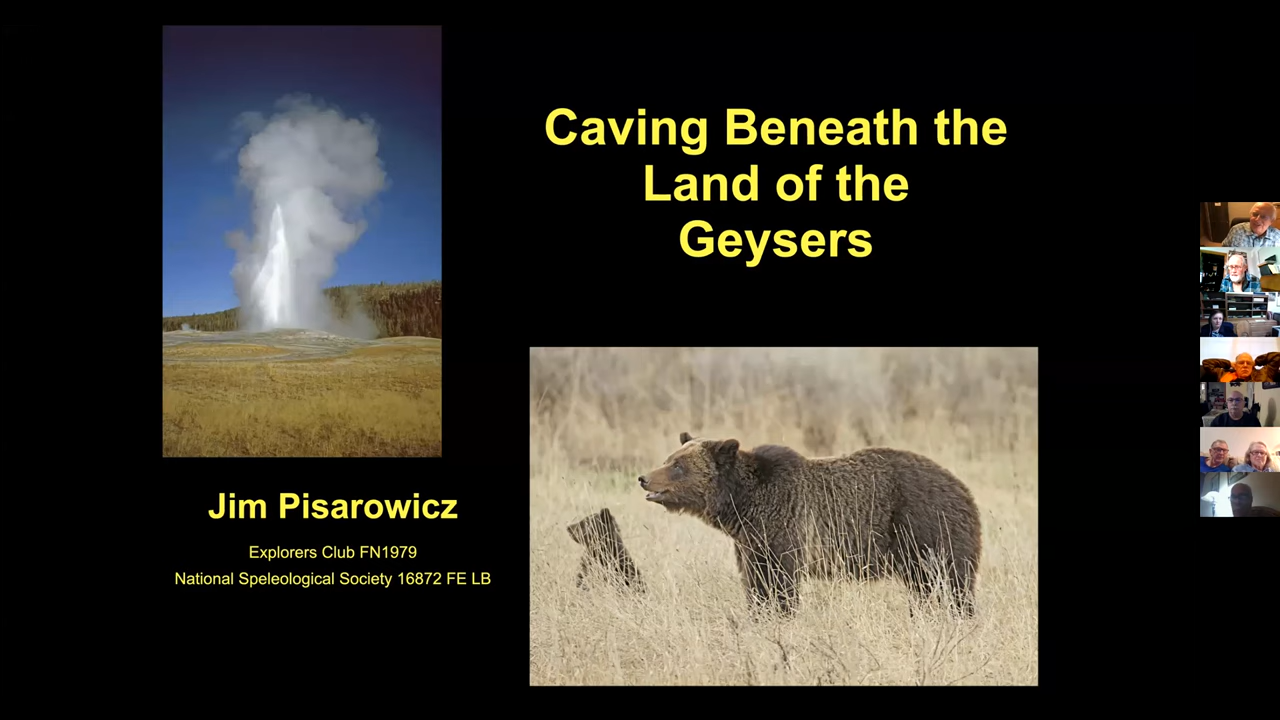 Caving Beneath the
Land of the
Geysers
Jim Pisarowicz
Explorers Club FN1979
National Speleological Society 16872 FE LB